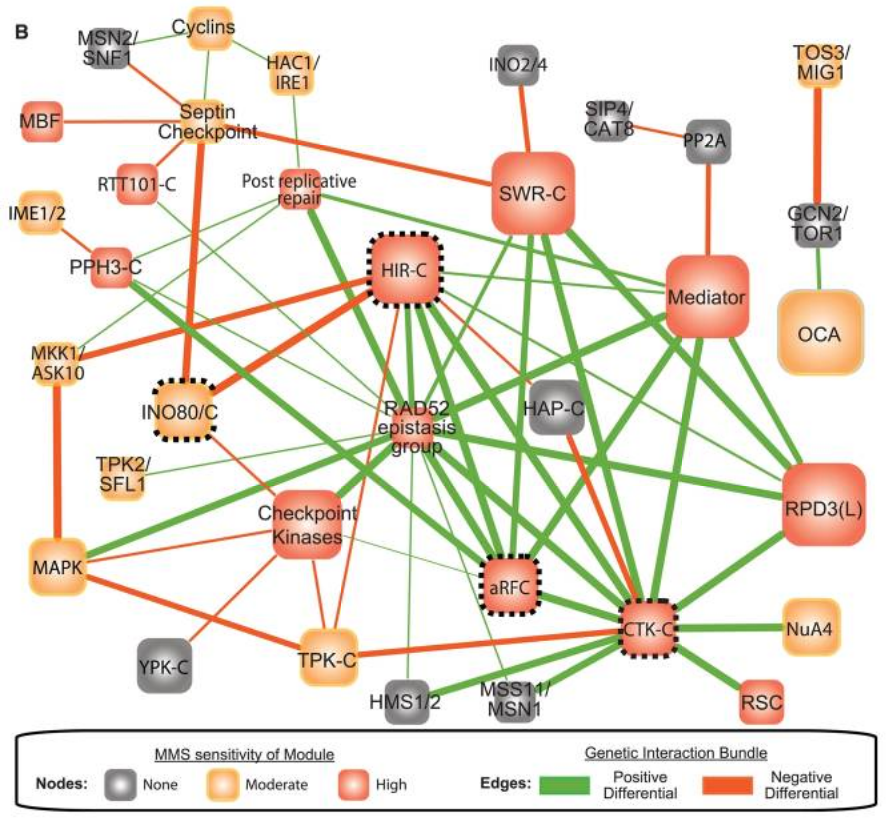 B
MSN2/
SNF1
Cyclins
HAC1/
IRE1
INO2/4
TOS3/
MIG1
MBF
Septin
Checkpoint
SIP4/
CAT8
PP2A
RTT101-C
Post replicative
repair
SWR-C
IME1/2
GCN2/
TOR1
PPH3-C
HIR-C
Mediator
OCA
MKK1/
ASK10
INO80/C
RAD52
epistasis
group
HAP-C
TPK2/
SFL1
Checkpoint
Kinases
RPD3(L)
MAPK
aRFC
CTK-C
NuA4
YPK-C
TPK-C
HMS1/2
MSS11/
MSN1
RSC
MMS sensitivity of Module
Genetic Interaction Bundle
Nodes: None Moderate High
Edges: Positive
Differential
Negative
Differential